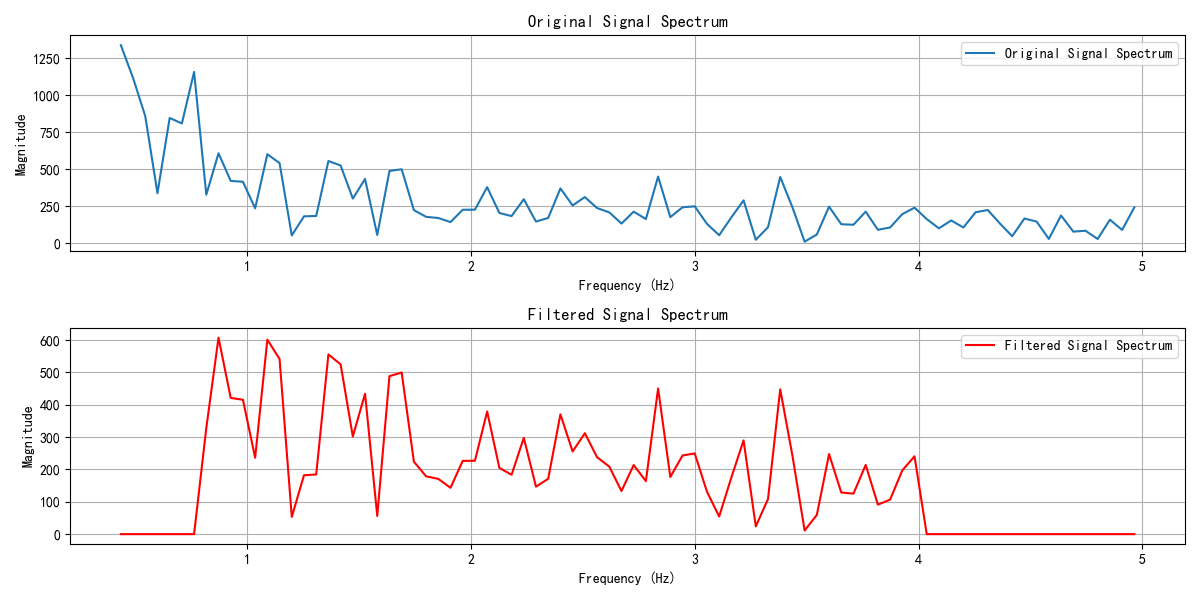 Original Signal Spectrum
Original Signal Spectrum
Magnitude
1250
1000
750
500
250
0
1 2 3 4 5
Frequency (Hz)
Filtered Signal Spectrum
Filtered Signal Spectrum
Magnitude
600
500
400
300
200
100
0
1 2 3 4 5
Frequency (Hz)